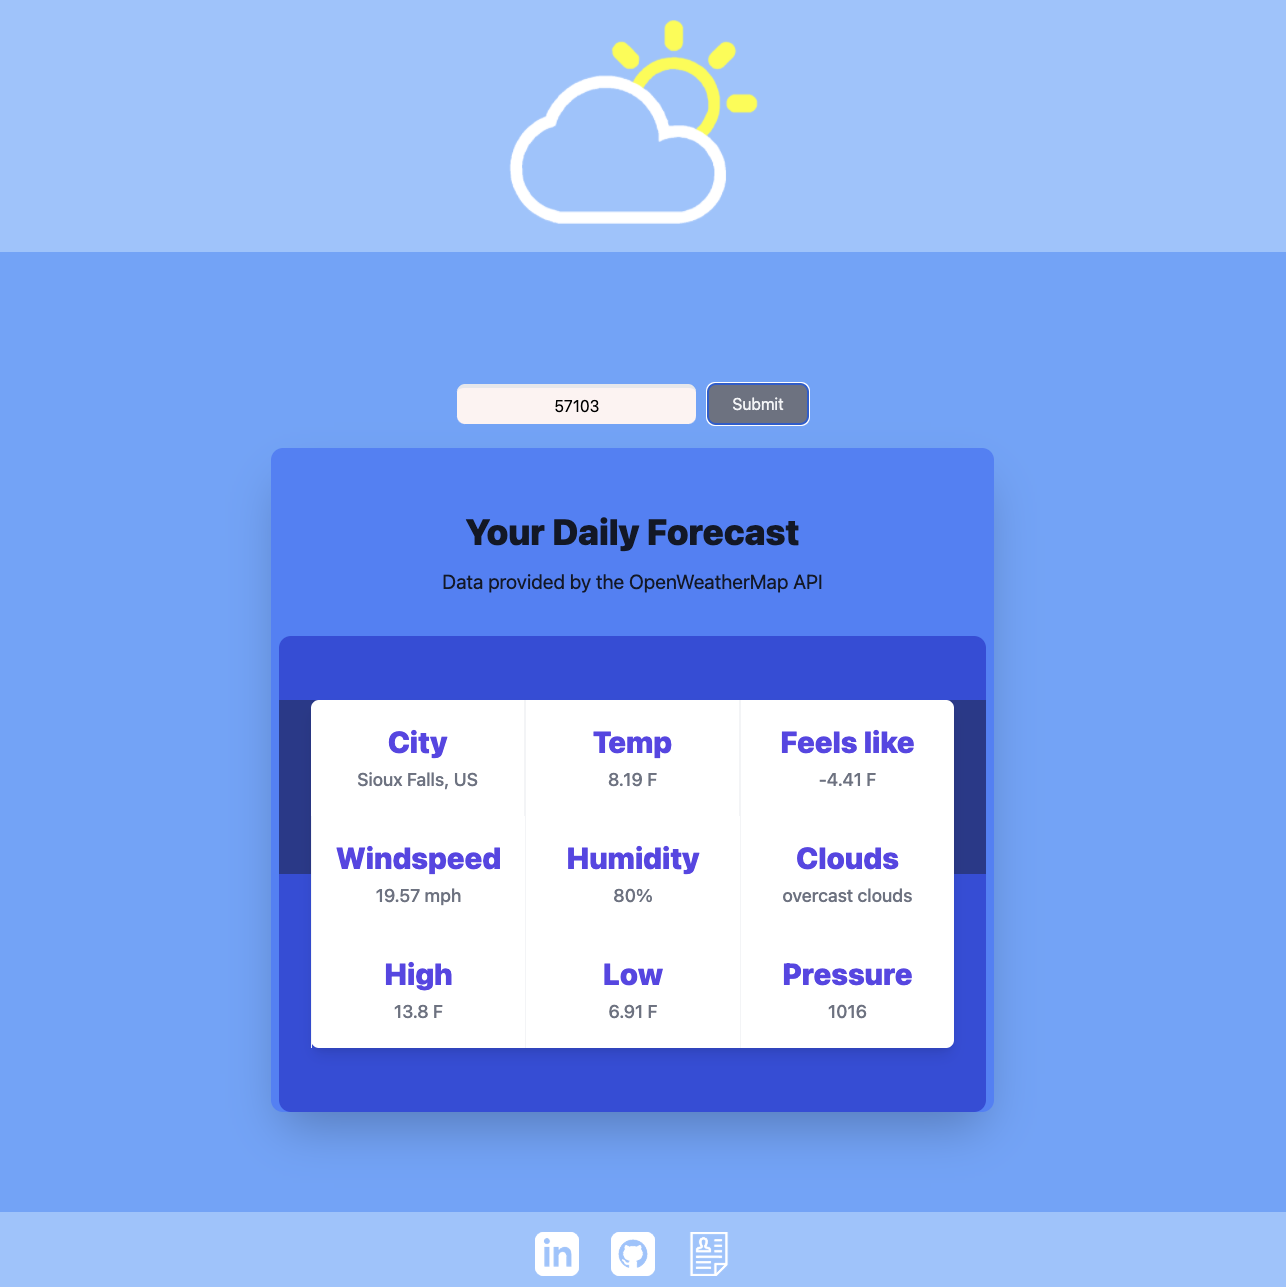 57103
Submit
Your Daily Forecast
Data provided by the OpenWeatherMap API
City
Temp
Feels like
Sioux Falls, US
8.19 F
-4.41 F
Windspeed
Humidity
Clouds
19.57 mph
80%
overcast clouds
High
Low
Pressure
13.8 F
6.91 F
1016
in